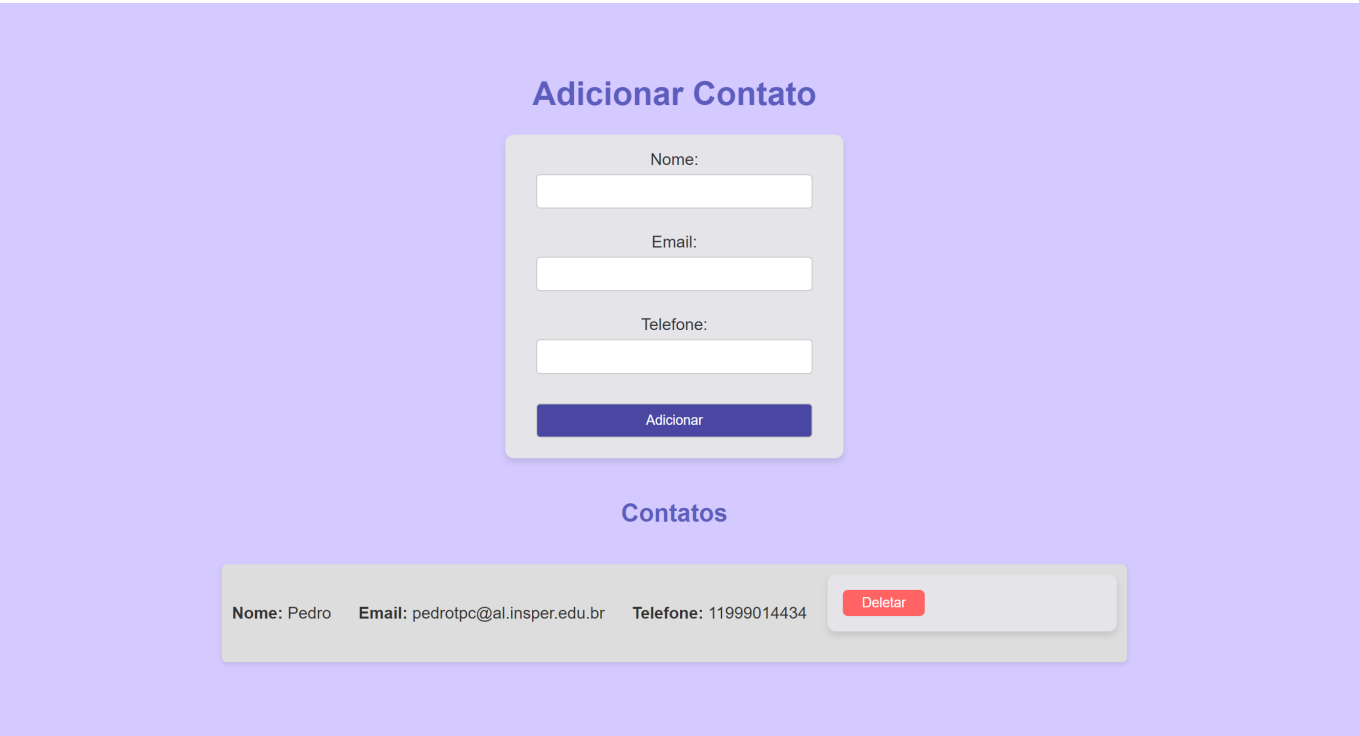 Adicionar Contato
Nome:
Email:
Telefone:
Adicionar
Contatos
Nome: Pedro Email: pedrotpc@al.insper.edu.br Telefone: 11999014434 Deletar